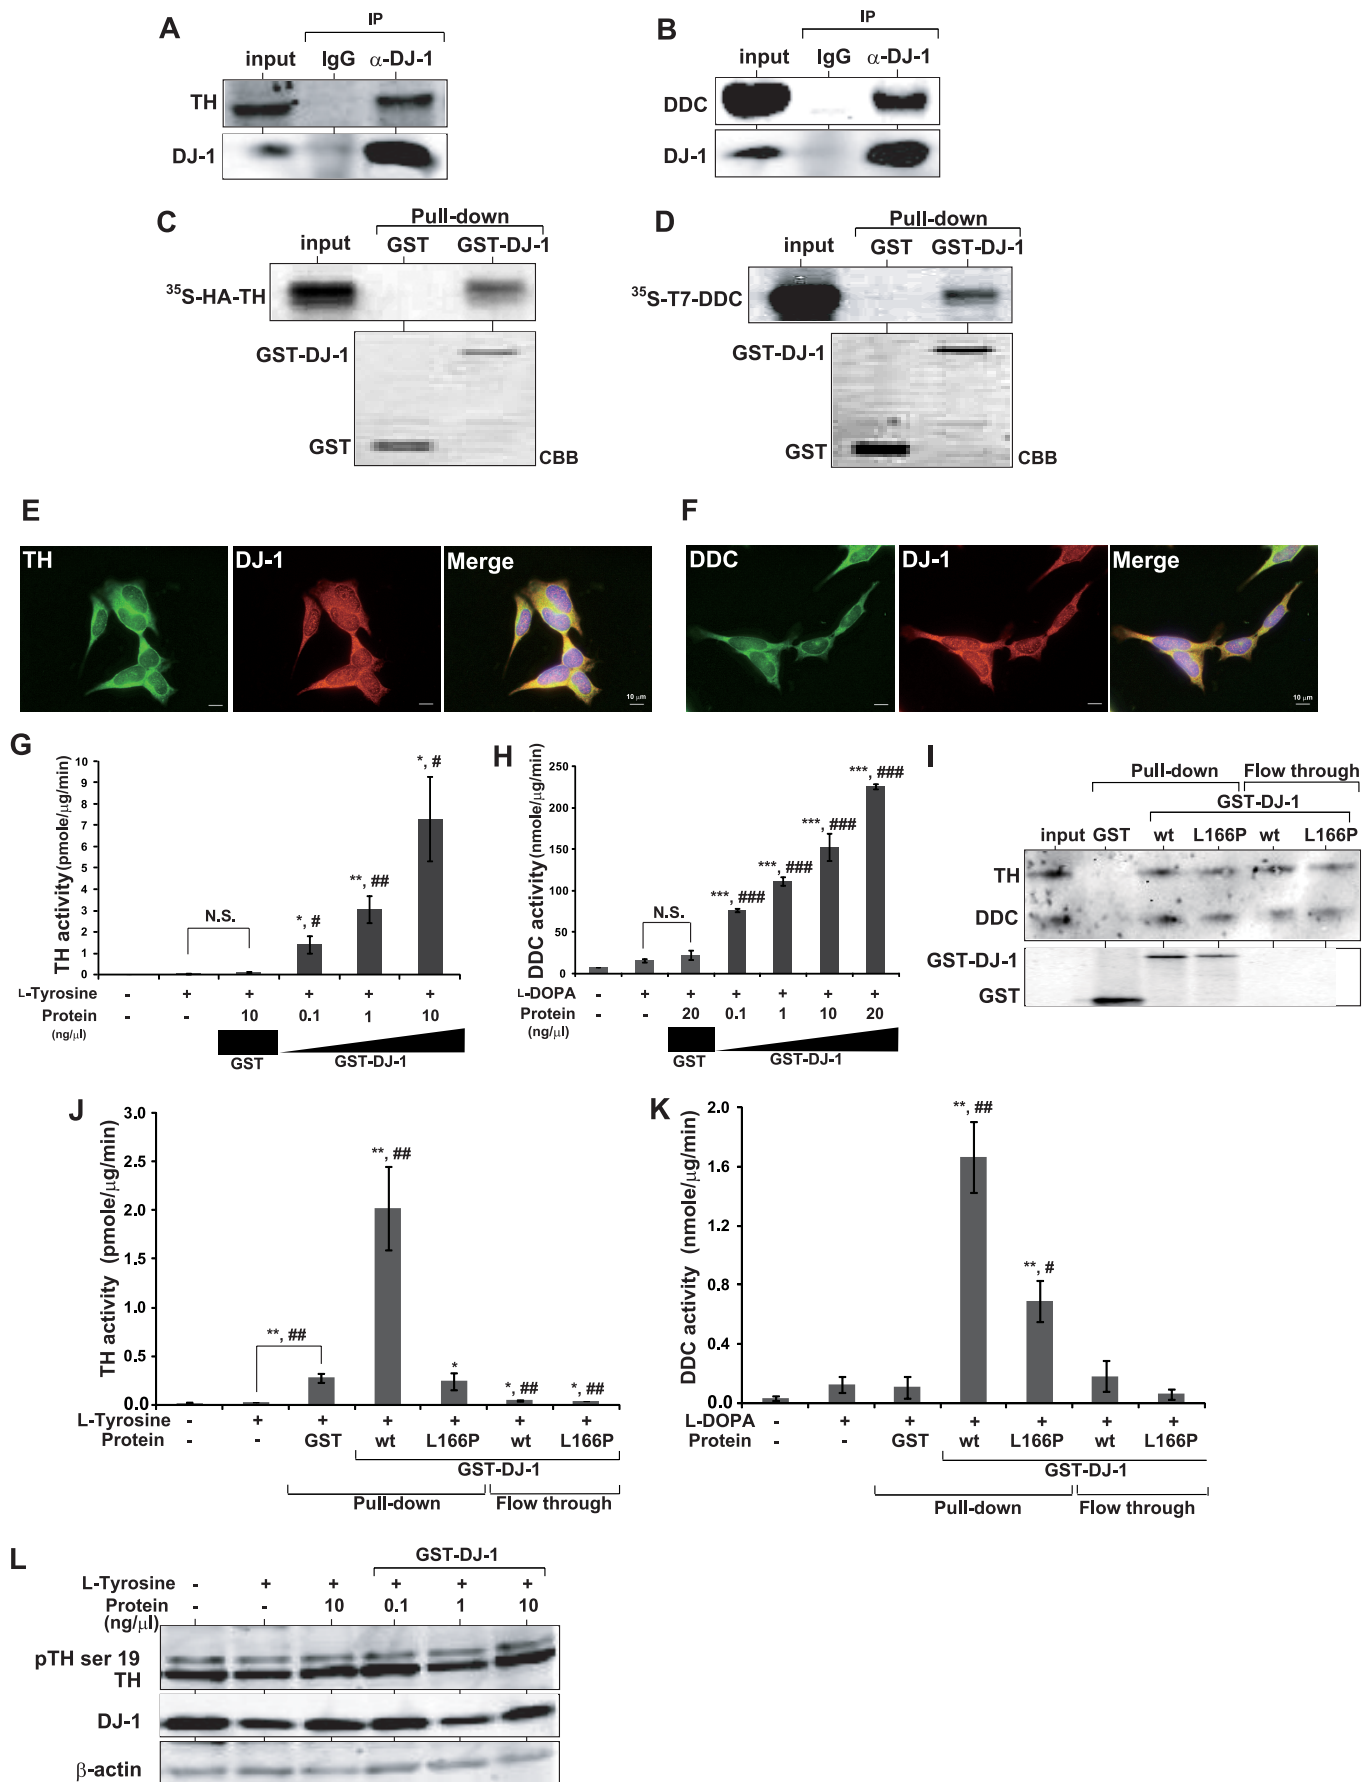 A
IP
input IgG α-DJ-1
TH
DJ-1
B
IP
input IgG α-DJ-1
DDC
DJ-1
C
Pull-down
input GST GST-DJ-1
35S-HA-TH
GST-DJ-1
GST
CBB
D
Pull-down
input GST GST-DJ-1
35S-T7-DDC
GST-DJ-1
GST
CBB
E
TH DJ-1 Merge
10 μm
F
DDC DJ-1 Merge
10 μm
G
TH activity (pmole/μg/min)
10
9
8
7
6
5
4
3
2
1
0
N.S.
*, #
**, ##
*, #
L-Tyrosine - + + + + +
Protein - - 10 0.1 1 10
(ng/μl)
GST GST-DJ-1
H
DDC activity (nmole/μg/min)
250
200
150
100
50
0
N.S.
***, ###
***, ###
***, ###
***, ###
L-DOPA - + + + + + +
Protein - - 20 0.1 1 10 20
(ng/μl)
GST GST-DJ-1
I
Pull-down Flow through
GST-DJ-1
input GST wt L166P wt L166P
TH
DDC
GST-DJ-1
GST
J
TH activity (pmole/μg/min)
3.0
2.5
2.0
1.5
1.0
0.5
0.0
**, ##
**, ##
*
*, ##
*, ##
L-Tyrosine - + + + + + +
Protein - - GST wt L166P wt L166P
GST-DJ-1
Pull-down Flow through
K
DDC activity (nmole/μg/min)
2.0
1.6
1.2
0.8
0.4
0.0
**, ##
**, #
L-DOPA - + + + + + +
Protein - - GST wt L166P wt L166P
GST-DJ-1
Pull-down Flow through
L
GST-DJ-1
L-Tyrosine - + + + + +
Protein - - 10 0.1 1 10
(ng/μl)
pTH ser 19
TH
DJ-1
β-actin